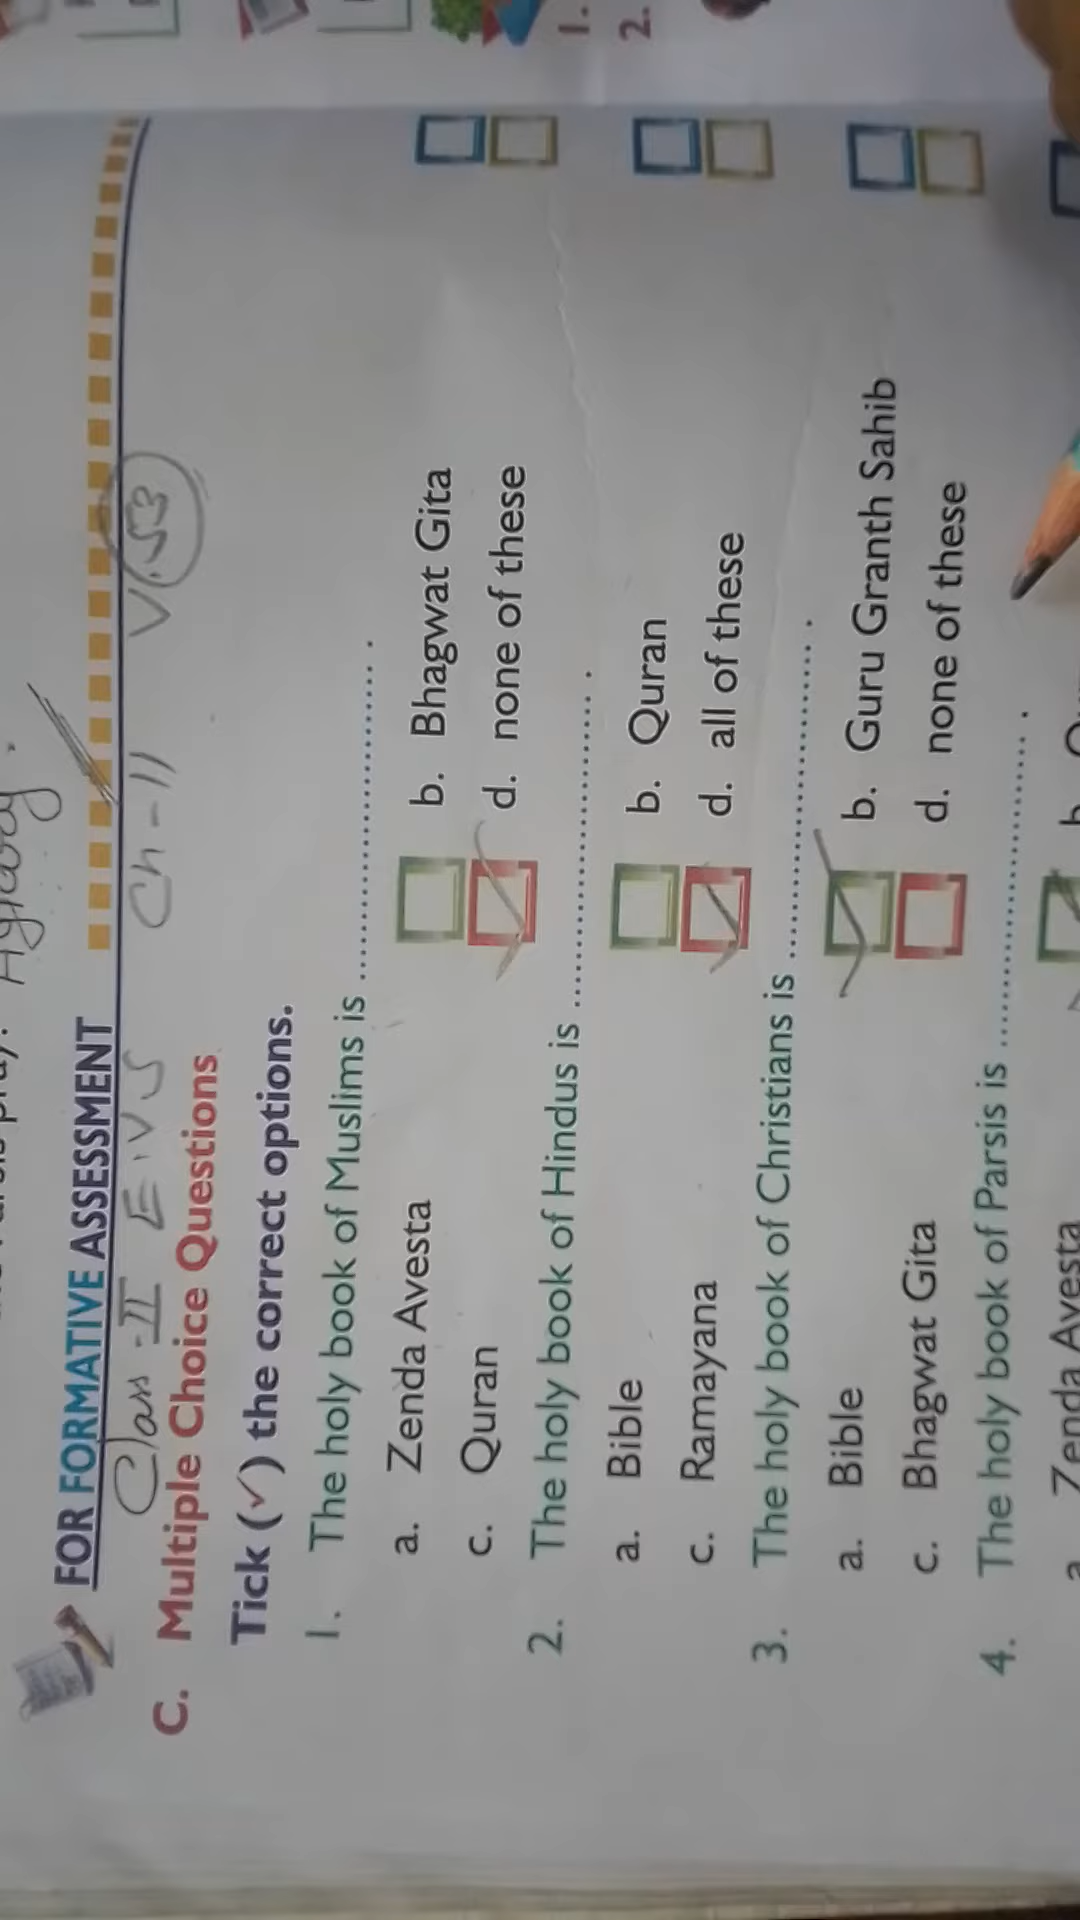 FOR FORMATIVE ASSESSMENT
Class - II EVS Ch - 11 V.53
C. Multiple Choice Questions
Tick (✓) the correct options.
1. The holy book of Muslims is .................................. .
a. Zenda Avesta b. Bhagwat Gita
c. Quran d. none of these
2. The holy book of Hindus is .................................. .
a. Bible b. Quran
c. Ramayana d. all of these
3. The holy book of Christians is .................................. .
a. Bible b. Guru Granth Sahib
c. Bhagwat Gita d. none of these
4. The holy book of Parsis is .................................. .
a. Zenda Avesta b.
1.
2.